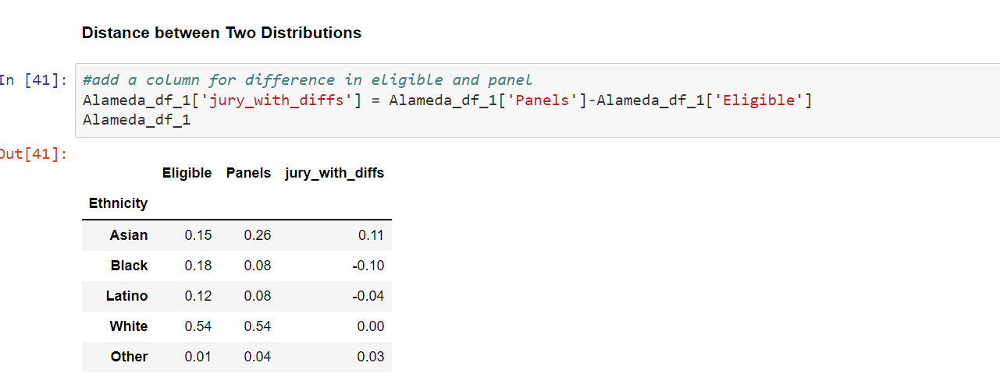 Distance between Two Distributions
In [41]:
#add a column for difference in eligible and panel
Alameda_df_1['jury_with_diffs'] = Alameda_df_1['Panels']-Alameda_df_1['Eligible']
Alameda_df_1
Out[41]:
Eligible Panels jury_with_diffs
Ethnicity
Asian 0.15 0.26 0.11
Black 0.18 0.08 -0.10
Latino 0.12 0.08 -0.04
White 0.54 0.54 0.00
Other 0.01 0.04 0.03